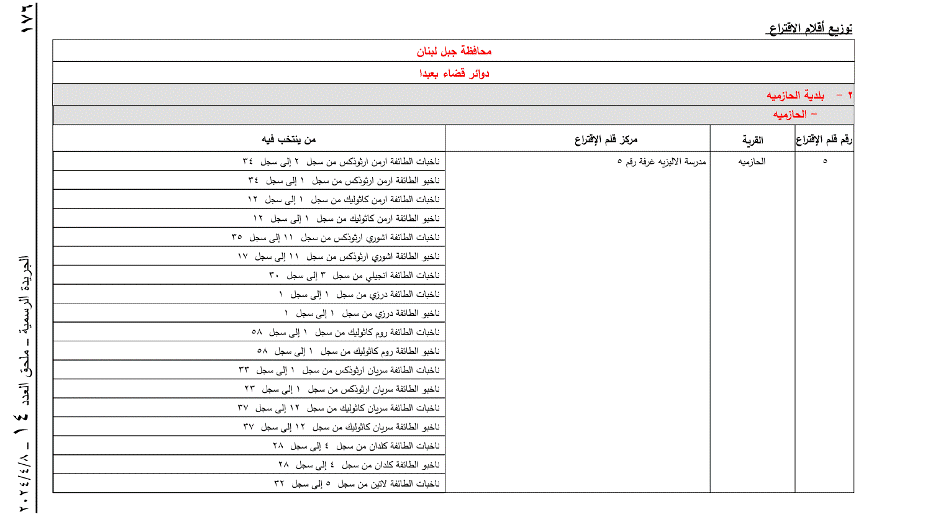 ١٧٦
توزيع أقلام الاقتراع
محافظة جبل لبنان
دوائر قضاء بعبدا
٢ - بلدية الحازميه
- الحازميه
رقم قلم الإقتراع القرية مركز قلم الإقتراع من ينتخب فيه
٥ الحازميه مدرسة الاليزيه غرفة رقم ٥ ناخبات الطائفة ارمن ارثوذكس من سجل ٢ إلى سجل ٣٤
ناخبو الطائفة ارمن ارثوذكس من سجل ١ إلى سجل ٣٤
ناخبات الطائفة ارمن كاثوليك من سجل ١ إلى سجل ١٢
ناخبو الطائفة ارمن كاثوليك من سجل ١ إلى سجل ١٢
ناخبات الطائفة اشوري ارثوذكس من سجل ١١ إلى سجل ٣٥
ناخبو الطائفة اشوري ارثوذكس من سجل ١١ إلى سجل ١٧
ناخبات الطائفة انجيلي من سجل ٣ إلى سجل ٣٠
ناخبات الطائفة درزي من سجل ١ إلى سجل ١
ناخبو الطائفة درزي من سجل ١ إلى سجل ١
ناخبات الطائفة روم كاثوليك من سجل ١ إلى سجل ٥٨
ناخبو الطائفة روم كاثوليك من سجل ١ إلى سجل ٥٨
ناخبات الطائفة سريان ارثوذكس من سجل ١ إلى سجل ٣٣
ناخبو الطائفة سريان ارثوذكس من سجل ١ إلى سجل ٢٣
ناخبات الطائفة سريان كاثوليك من سجل ١٢ إلى سجل ٣٧
ناخبو الطائفة سريان كاثوليك من سجل ١٢ إلى سجل ٣٧
ناخبات الطائفة كلدان من سجل ٤ إلى سجل ٢٨
ناخبو الطائفة كلدان من سجل ٤ إلى سجل ٢٨
ناخبات الطائفة لاتين من سجل ٥ إلى سجل ٣٢
الجريدة الرسمية - ملحق العدد ١٤ - ٢٠٢٤/٤/٨